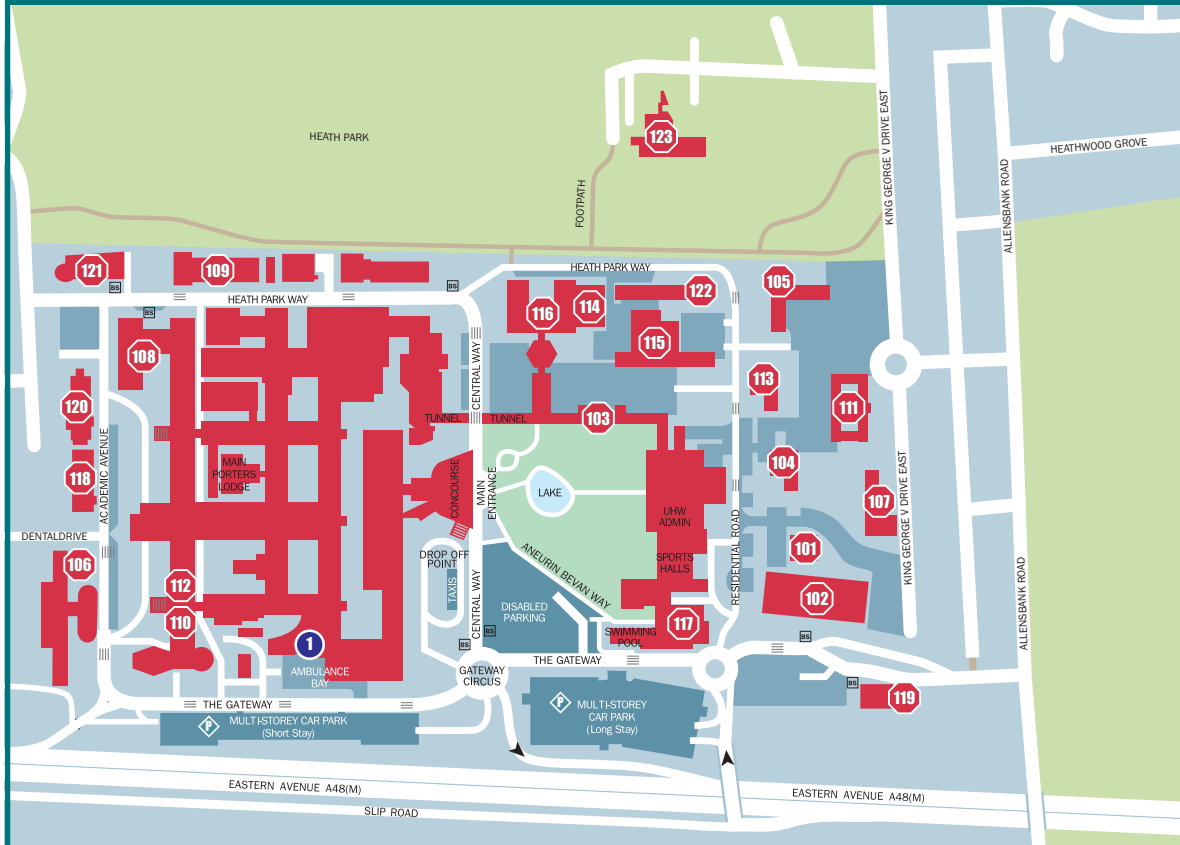 HEATH PARK
123
FOOTPATH
KING GEORGE V DRIVE EAST
ALLENSBANK ROAD
HEATHWOOD GROVE
121
BS
109
HEATH PARK WAY
BS
BS
HEATH PARK WAY
122
105
116
114
115
108
CENTRAL WAY
113
120
111
TUNNEL
TUNNEL
103
118
ACADEMIC AVENUE
MAIN
PORTERS
LODGE
CONCOURSE
MAIN
ENTRANCE
LAKE
104
107
UHW
ADMIN
DENTALDRIVE
106
DROP OFF
POINT
TAXIS
CENTRAL WAY
ANEURIN BEVAN WAY
SPORTS
HALLS
RESIDENTIAL ROAD
101
KING GEORGE V DRIVE EAST
112
110
102
DISABLED
PARKING
SWIMMING
POOL
117
1
AMBULANCE
BAY
BS
BS
BS
ALLENSBANK ROAD
GATEWAY
CIRCUS
THE GATEWAY
BS
119
THE GATEWAY
P
MULTI-STOREY CAR PARK
(Short Stay)
P
MULTI-STOREY
CAR PARK
(Long Stay)
EASTERN AVENUE A48(M)
EASTERN AVENUE A48(M)
SLIP ROAD